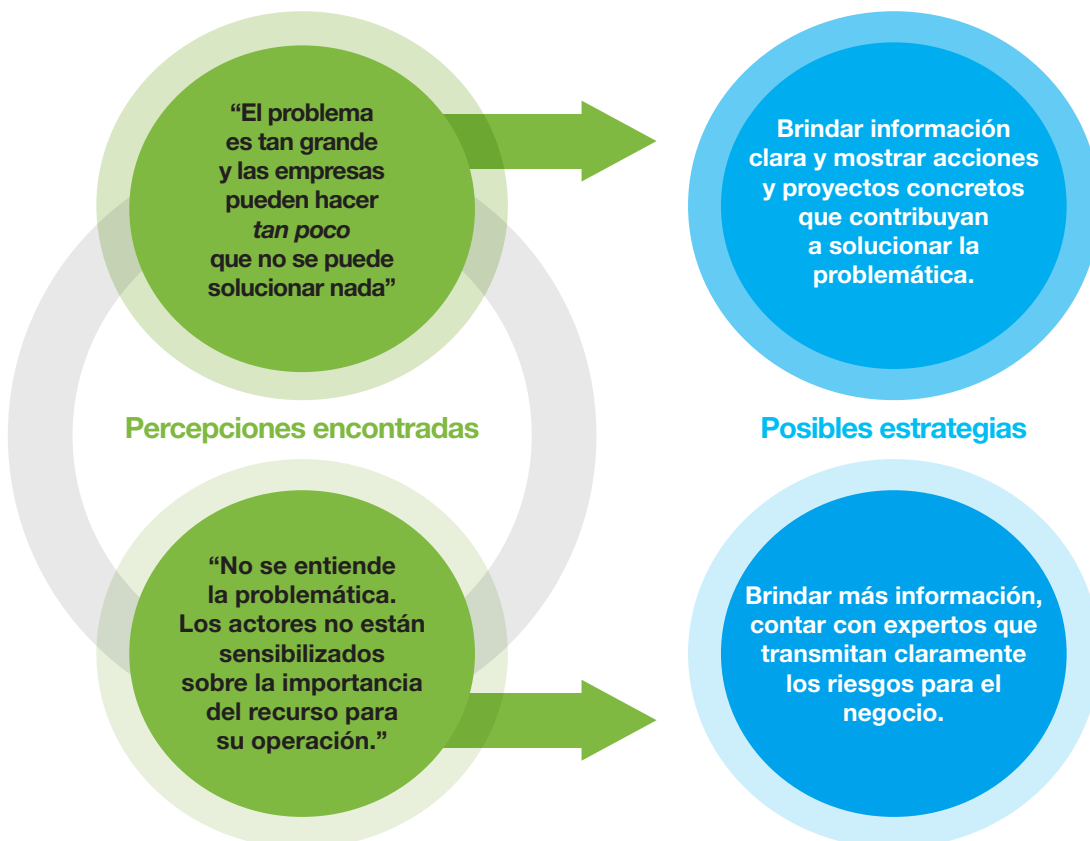 “El problema
es tan grande
y las empresas
pueden hacer
tan poco
que no se puede
solucionar nada”
Brindar información
clara y mostrar acciones
y proyectos concretos
que contribuyan
a solucionar la
problemática.
Percepciones encontradas
Posibles estrategias
“No se entiende
la problemática.
Los actores no están
sensibilizados
sobre la importancia
del recurso para
su operación.”
Brindar más información,
contar con expertos que
transmitan claramente
los riesgos para el
negocio.